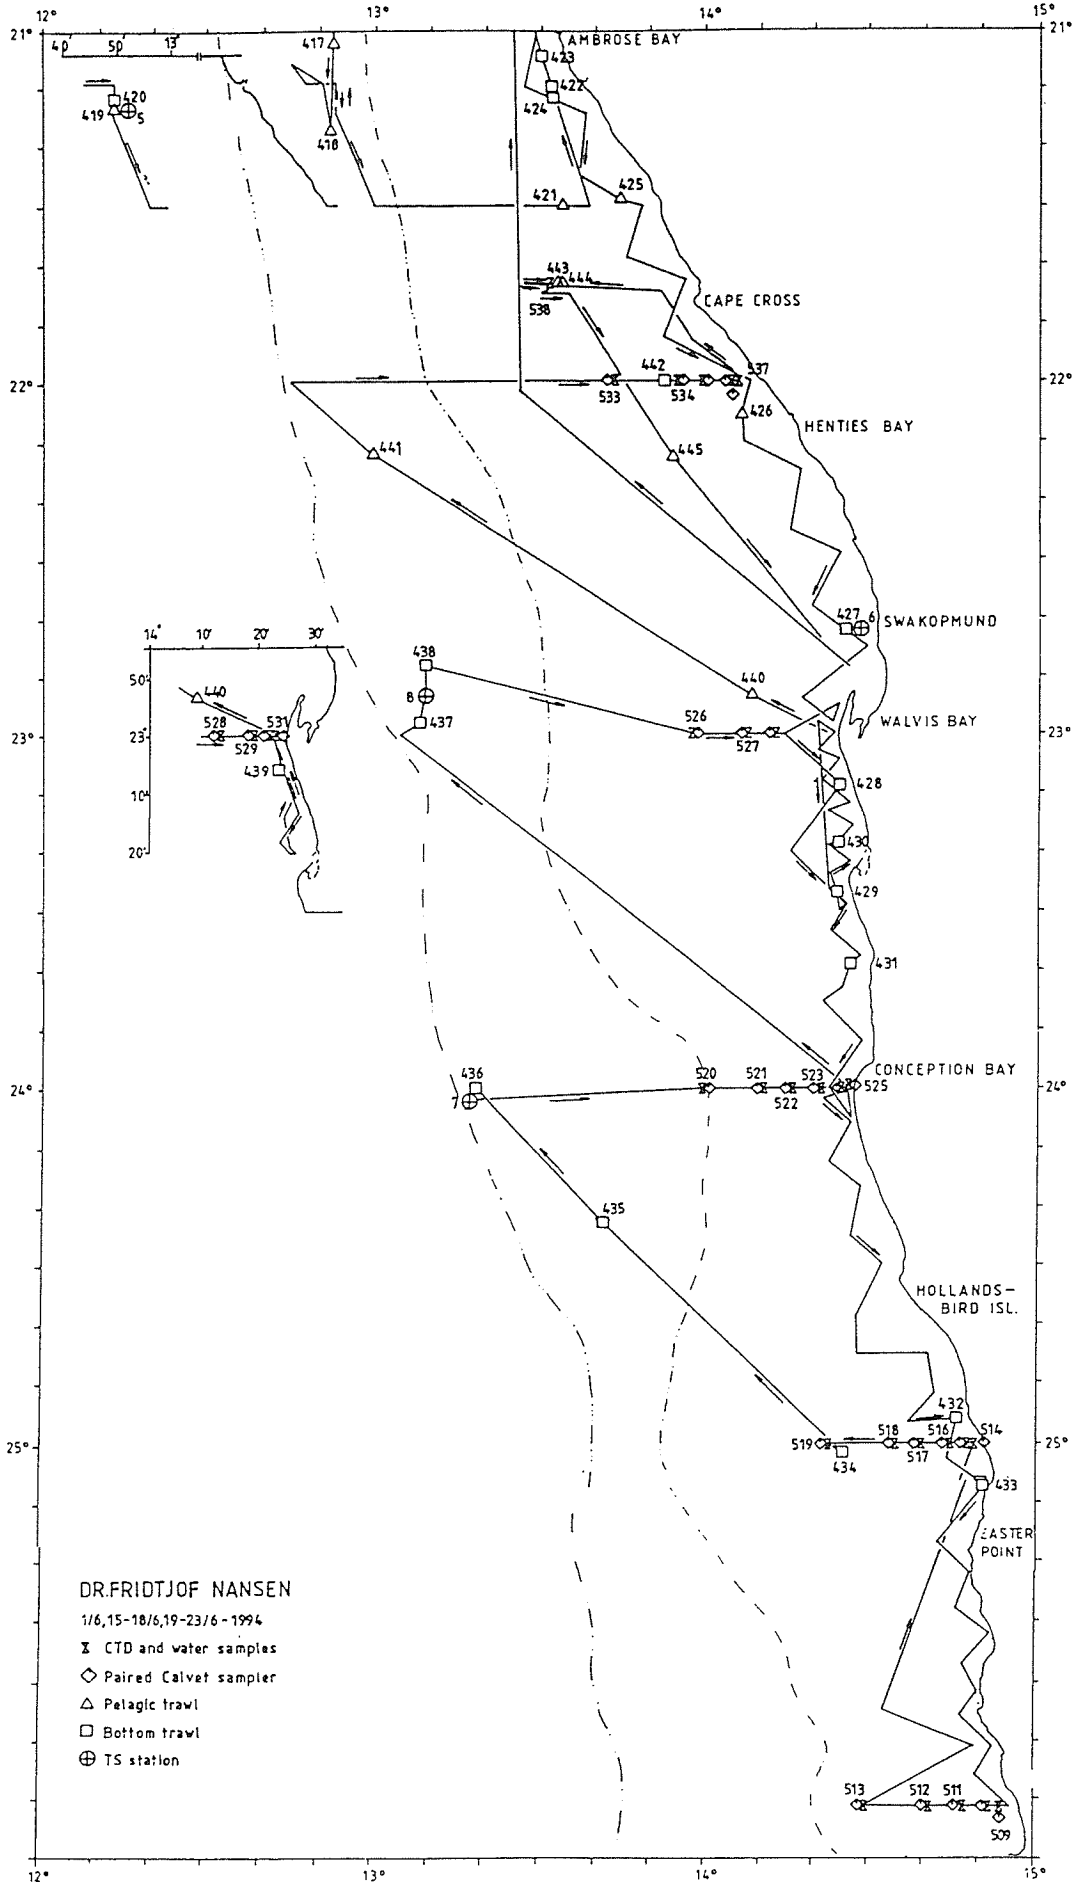 12° 13° 14° 15°
21° 21°
40 50 13°
417
AMBROSE BAY
423
420
422
419
5
424
418
425
421
443
444
538
CAPE CROSS
442
537
22° 22°
533
534
426
HENTIES BAY
441
445
427
6
SWAKOPMUND
14° 10' 20' 30'
438
50'
440
8
440
437
528
531
526
WALVIS BAY
23° 23 529 527 23°
439
428
10'
430
20'
429
431
CONCEPTION BAY
436
520 521 523
24° 525 24°
7
522
435
HOLLANDS-
BIRD ISL.
432
518 516 514
25° 519 517 25°
434
433
EASTER
POINT
DR.FRIDTJOF NANSEN
1/6,15-18/6,19-23/6-1994
CTD and water samples
Paired Calvet sampler
Pelagic trawl
Bottom trawl
TS station
513 512 511
509
12° 13° 14° 15°